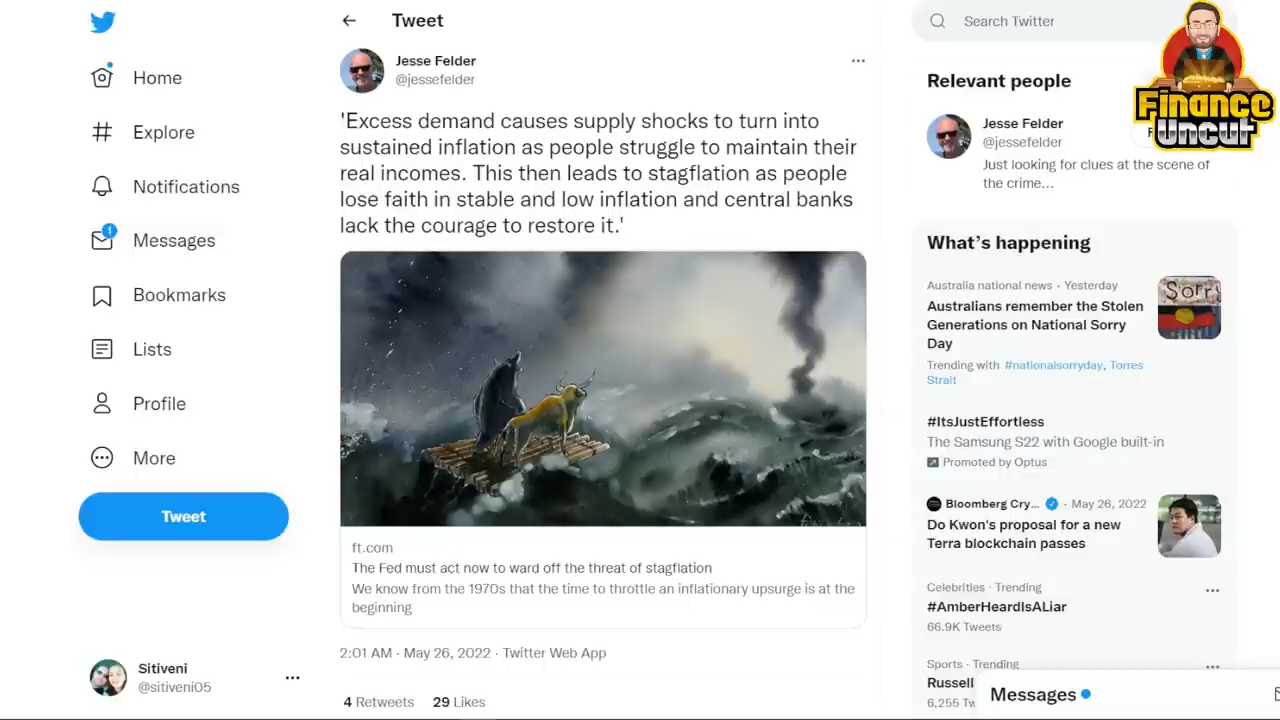 Home
Explore
Notifications
1
Messages
Bookmarks
Lists
Profile
More
Tweet
Sitiveni
@sitiveni05
Tweet
Jesse Felder
@jessefelder
'Excess demand causes supply shocks to turn into
sustained inflation as people struggle to maintain their
real incomes. This then leads to stagflation as people
lose faith in stable and low inflation and central banks
lack the courage to restore it.'
ft.com
The Fed must act now to ward off the threat of stagflation
We know from the 1970s that the time to throttle an inflationary upsurge is at the
beginning
2:01 AM · May 26, 2022 · Twitter Web App
4 Retweets 29 Likes
Search Twitter
Finance
Uncut
Relevant people
Jesse Felder
@jessefelder
Just looking for clues at the scene of
the crime...
What's happening
Australia national news · Yesterday
Australians remember the Stolen
Generations on National Sorry
Day
Trending with #nationalsorryday, Torres
Strait
Sorry
#ItsJustEffortless
The Samsung S22 with Google built-in
Promoted by Optus
Bloomberg Cry... · May 26, 2022
Do Kwon's proposal for a new
Terra blockchain passes
Celebrities · Trending
#AmberHeardIsALiar
66.9K Tweets
Sports · Trending
Russell
6,255 Tw
Messages